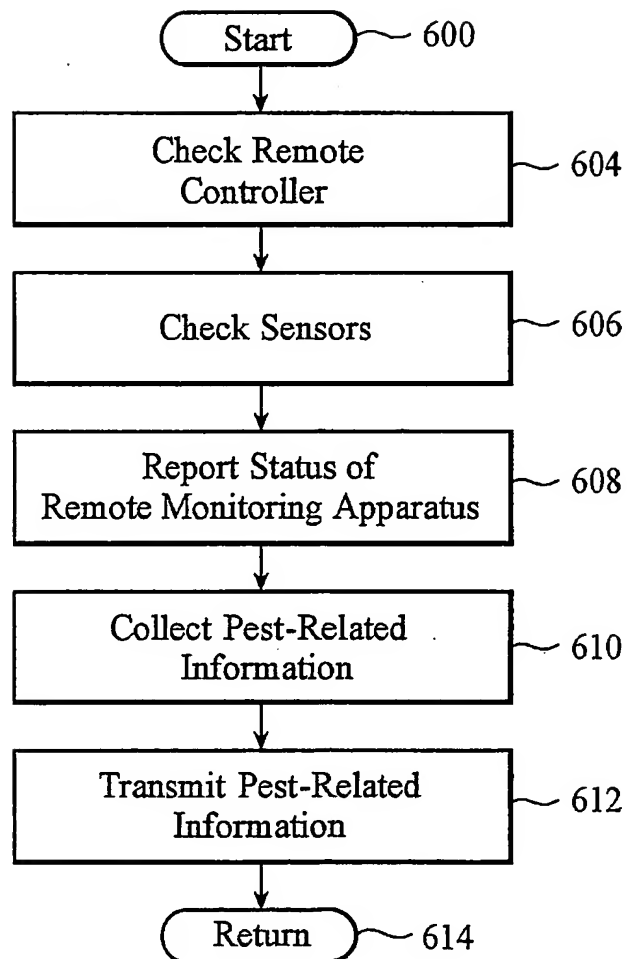 Start
600
Check Remote
Controller
604
Check Sensors
606
Report Status of
Remote Monitoring Apparatus
608
Collect Pest-Related
Information
610
Transmit Pest-Related
Information
612
Return
614